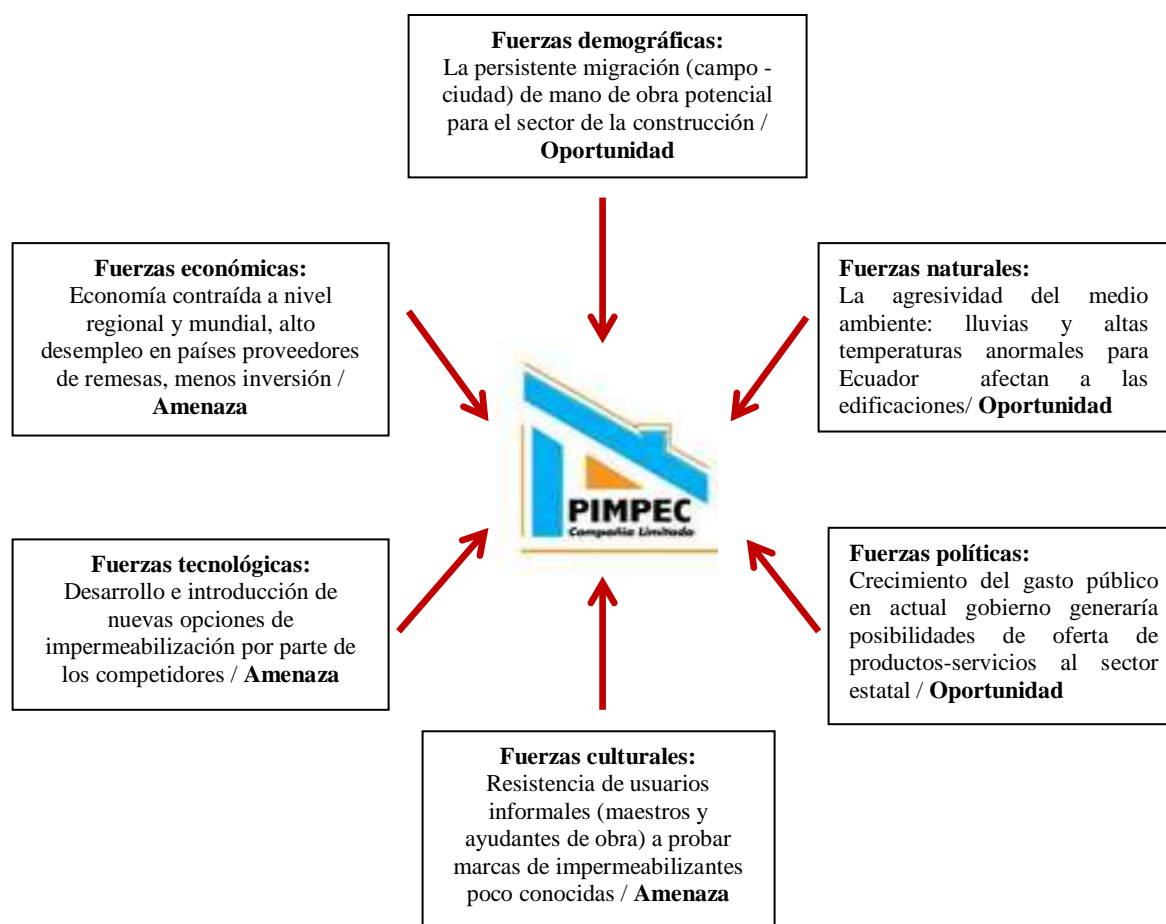 Fuerzas demográficas:
La persistente migración (campo -
ciudad) de mano de obra potencial
para el sector de la construcción /
Oportunidad
Fuerzas económicas:
Economía contraída a nivel
regional y mundial, alto
desempleo en países proveedores
de remesas, menos inversión /
Amenaza
Fuerzas naturales:
La agresividad del medio
ambiente: lluvias y altas
temperaturas anormales para
Ecuador afectan a las
edificaciones/ Oportunidad
PIMPEC
Compañia Limitada
Fuerzas tecnológicas:
Desarrollo e introducción de
nuevas opciones de
impermeabilización por parte de
los competidores / Amenaza
Fuerzas políticas:
Crecimiento del gasto público
en actual gobierno generaría
posibilidades de oferta de
productos-servicios al sector
estatal / Oportunidad
Fuerzas culturales:
Resistencia de usuarios
informales (maestros y
ayudantes de obra) a probar
marcas de impermeabilizantes
poco conocidas / Amenaza